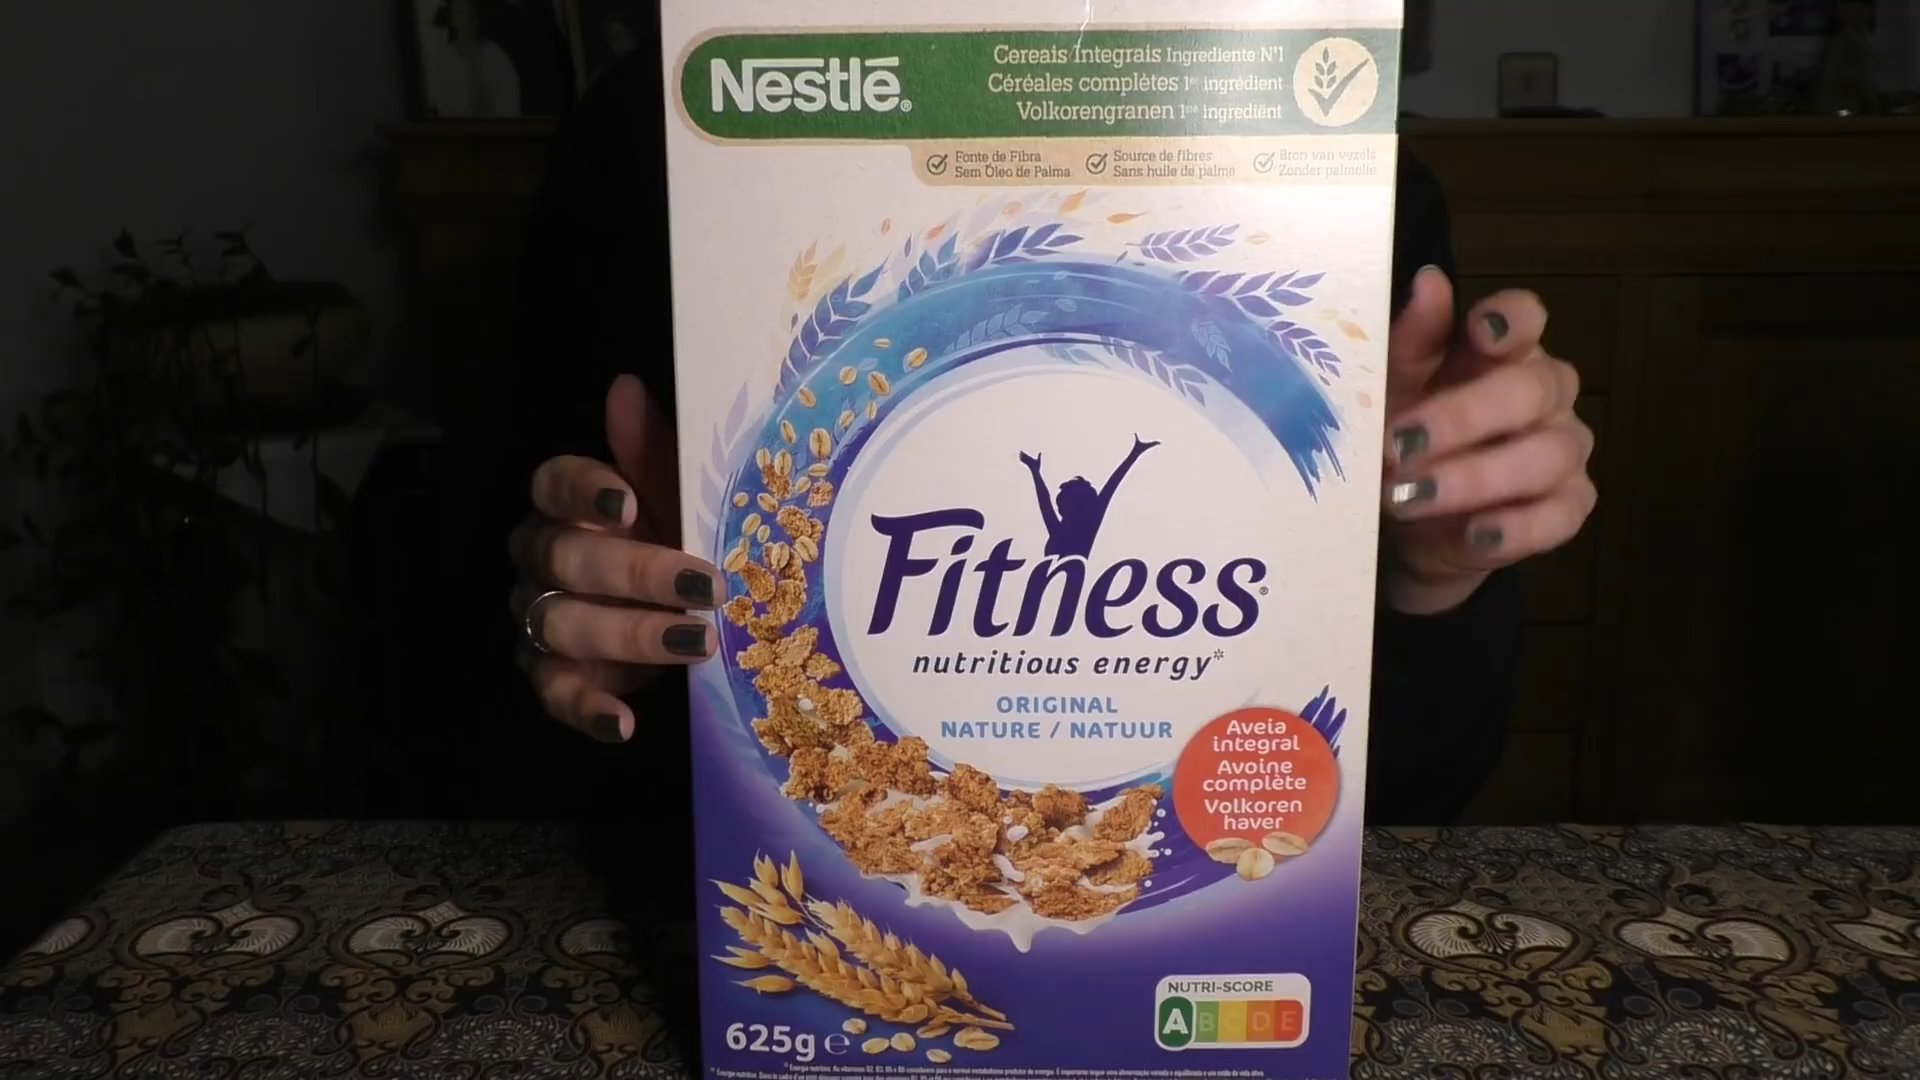 Nestlé®
Cereais Integrais Ingrediente N°1
Céréales complètes 1er ingrédient
Volkorengranen 1ste ingrediënt
Fonte de Fibra
Sem Óleo de Palma
Source de fibres
Sans huile de palme
Bron van vezels
Zonder palmolie
Fitness®
nutritious energy*
ORIGINAL
NATURE / NATUUR
Aveia
integral
Avoine
complète
Volkoren
haver
NUTRI-SCORE
A B C D E
625g e